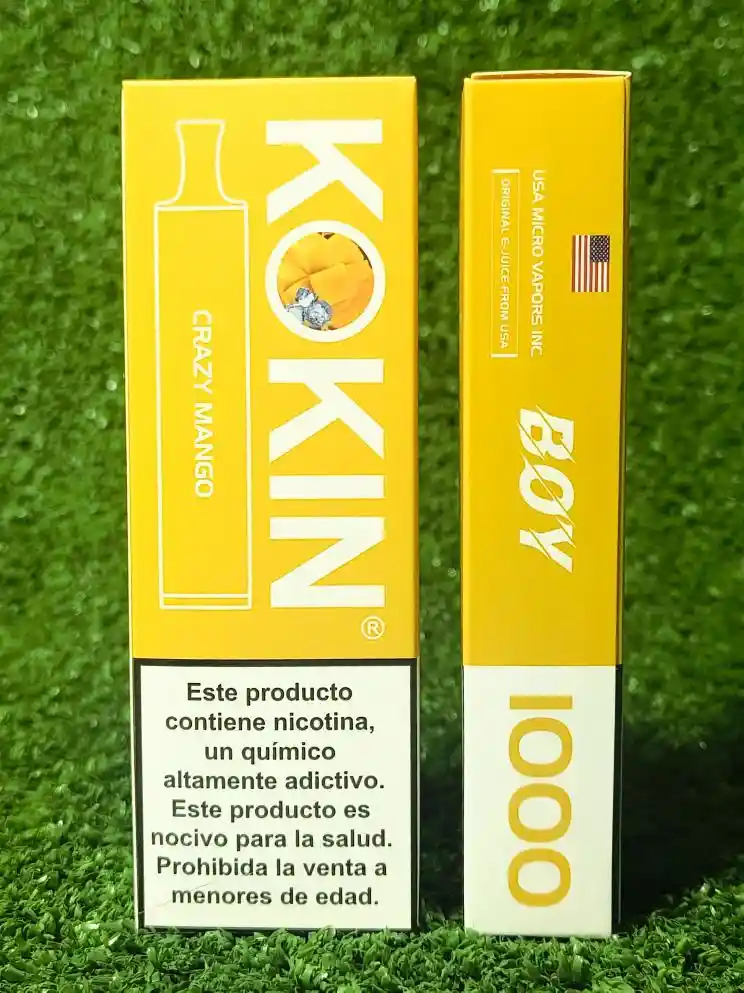 KOKIN®
CRAZY MANGO
Este producto
contiene nicotina,
un químico
altamente adictivo.
Este producto es
nocivo para la salud.
Prohibida la venta a
menores de edad.
USA MICRO VAPORS INC
ORIGINAL E-JUICE FROM USA
BOY
1000